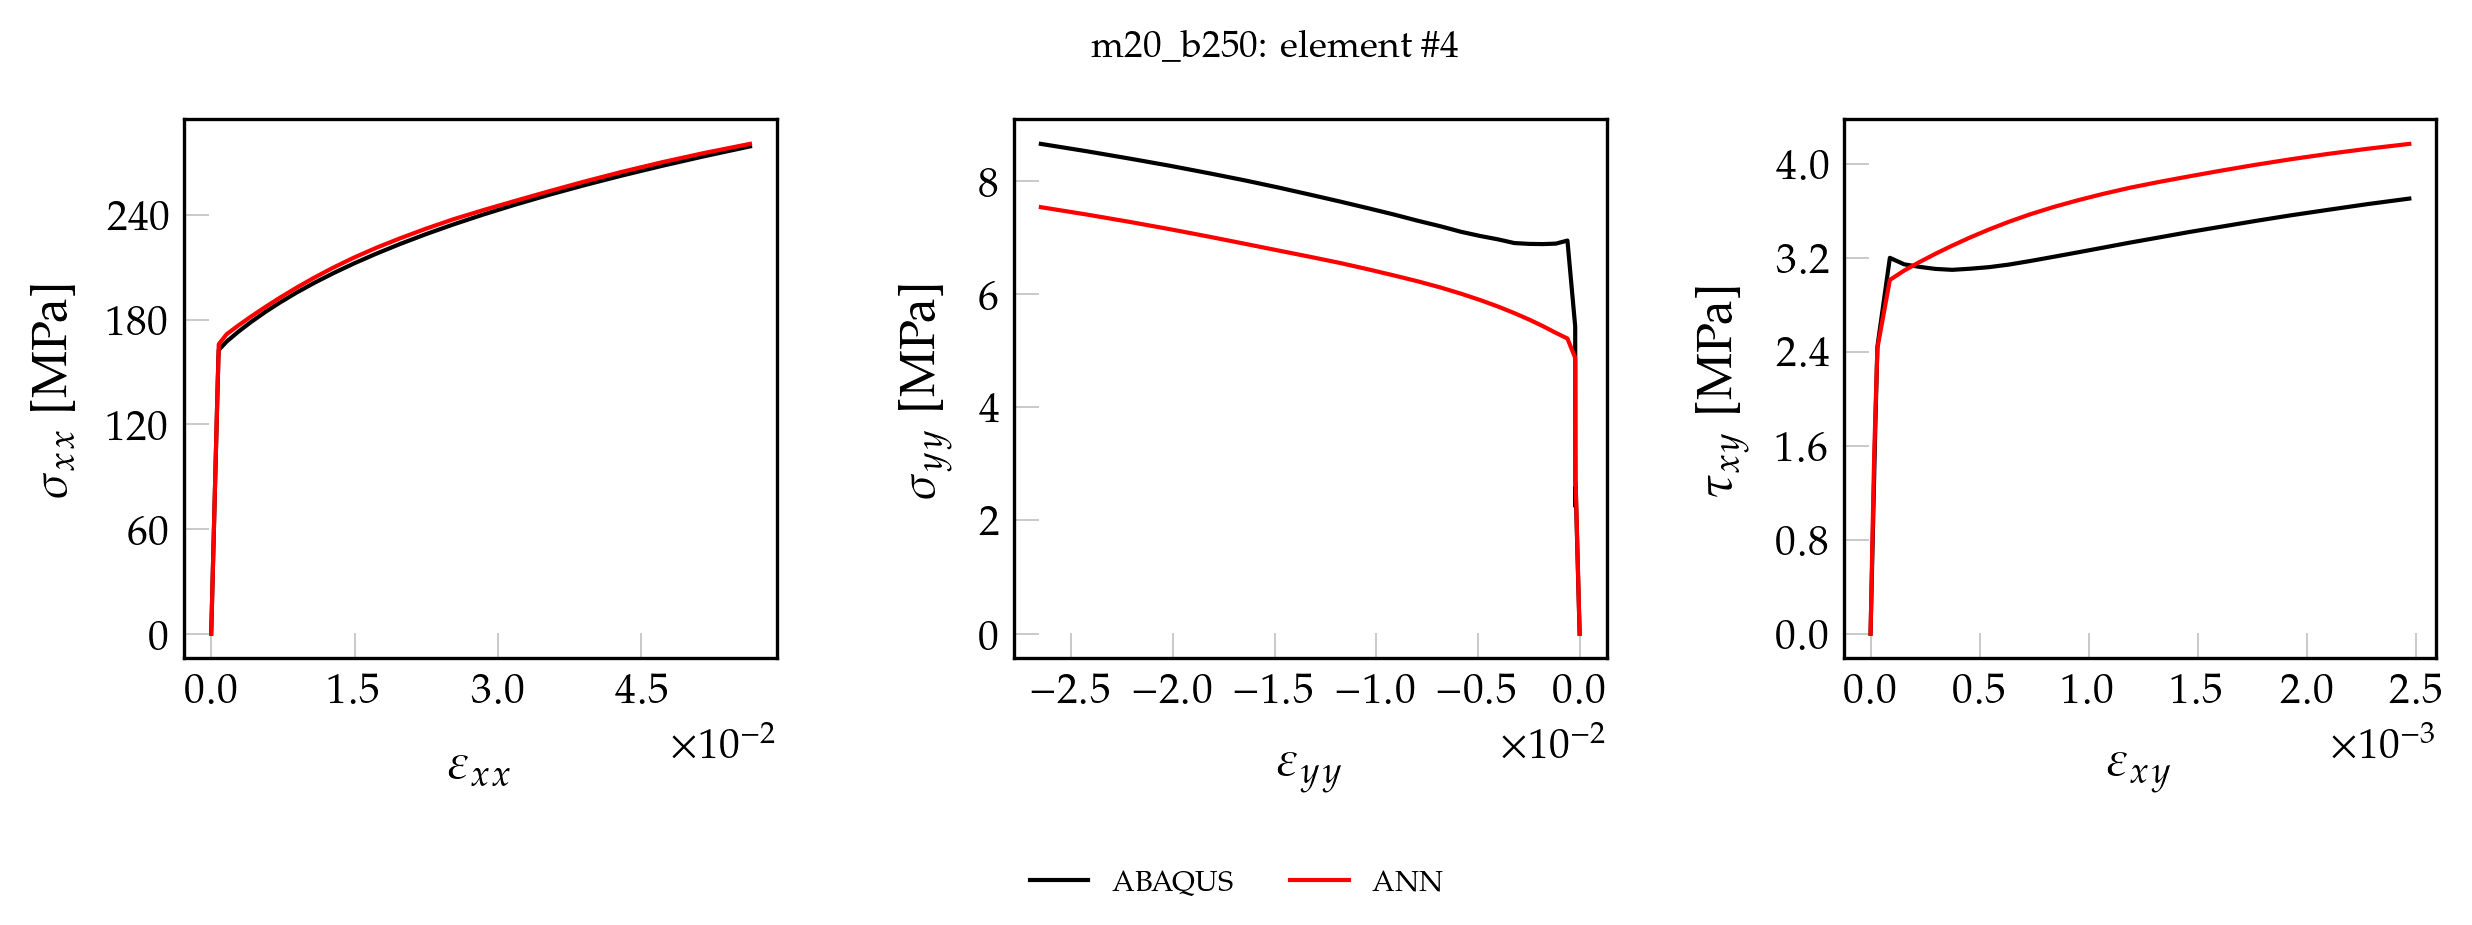 m20_b250: element #4
σxx [MPa]
240
180
120
60
0
0.0 1.5 3.0 4.5
×10−2
εxx
σyy [MPa]
8
6
4
2
0
−2.5 −2.0 −1.5 −1.0 −0.5 0.0
×10−2
εyy
τxy [MPa]
4.0
3.2
2.4
1.6
0.8
0.0
0.0 0.5 1.0 1.5 2.0 2.5
×10−3
εxy
ABAQUS ANN